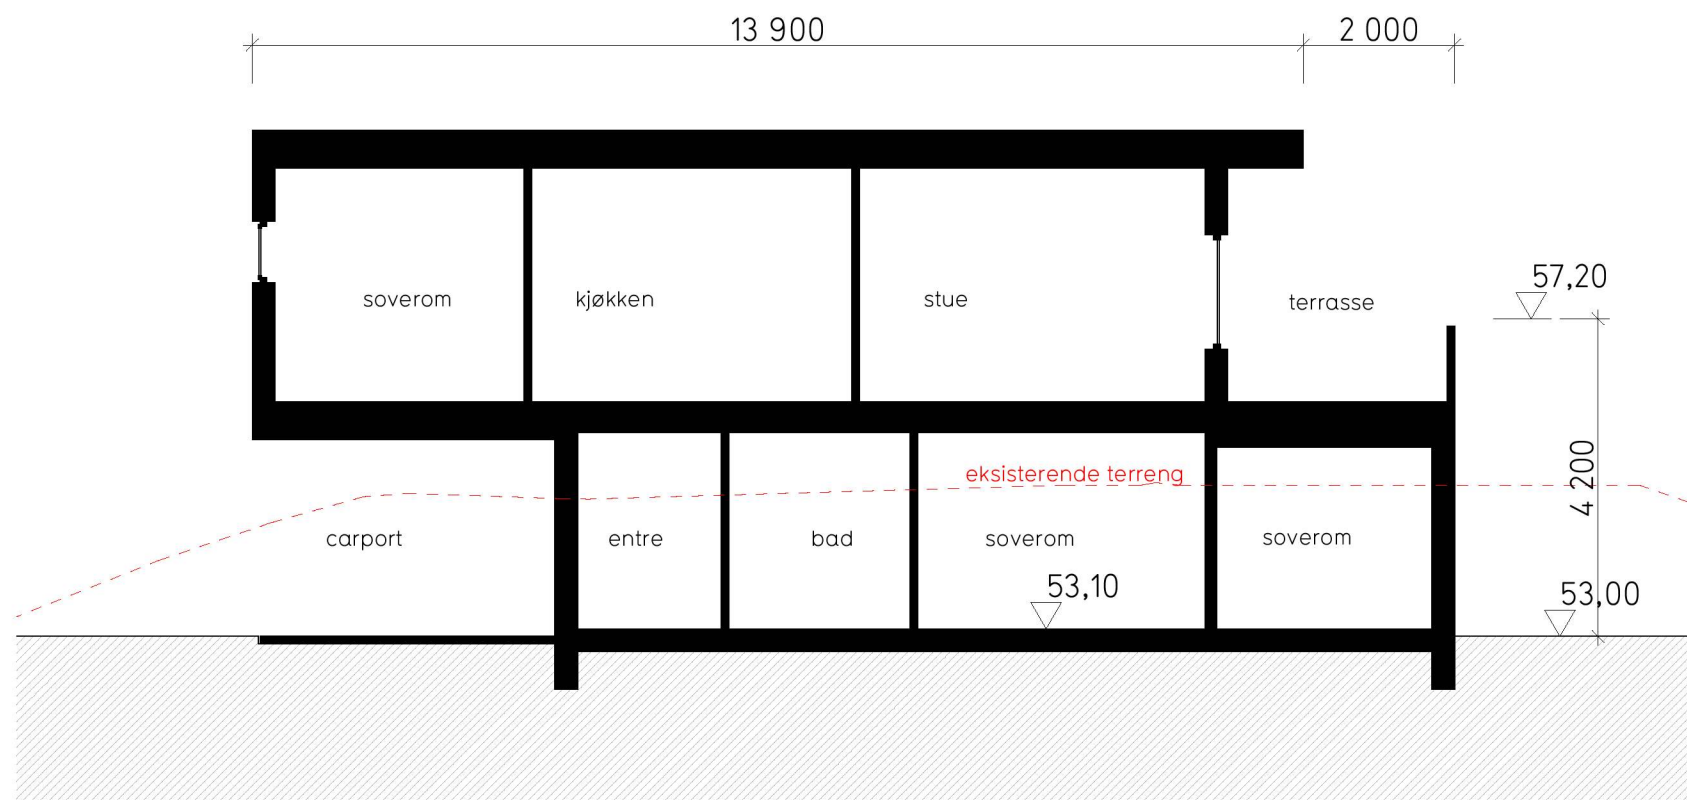 13 900
2 000
57,20
soverom
kjøkken
stue
terrasse
eksisterende terreng
4 200
carport
entre
bad
soverom
soverom
53,10
53,00